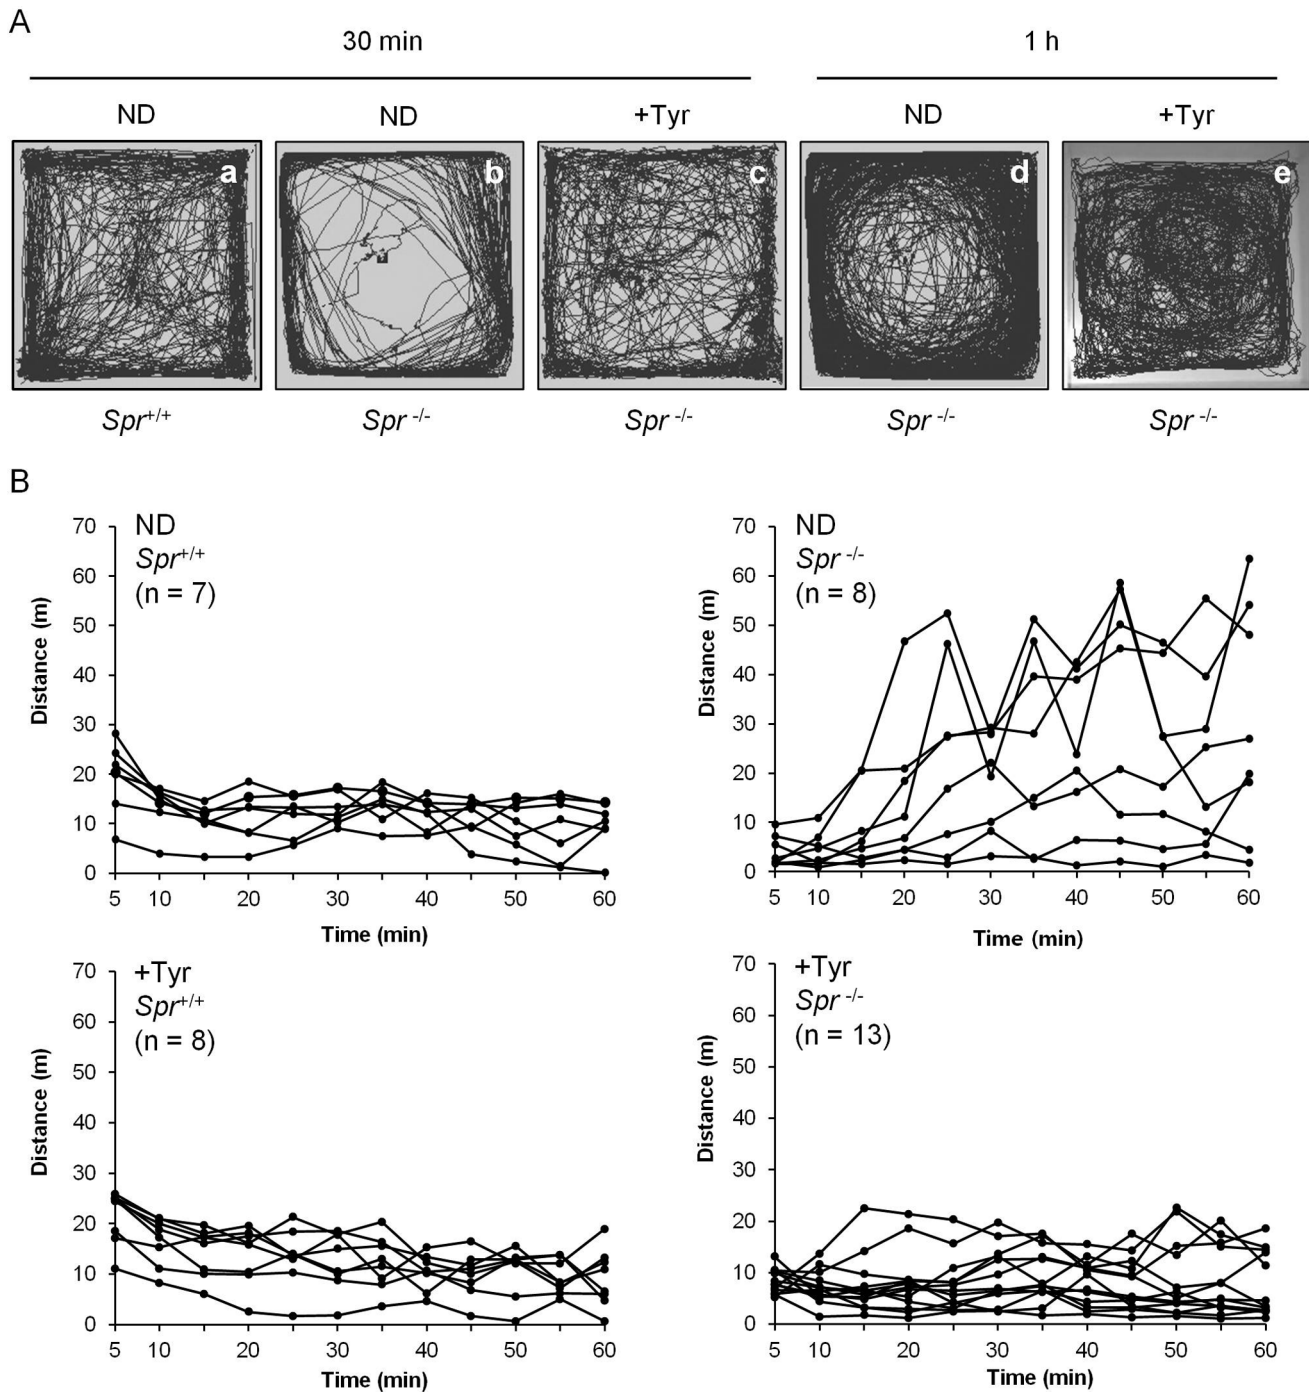 A
30 min
1 h
ND
ND
+Tyr
ND
+Tyr
a
b
c
d
e
Spr+/+
Spr -/-
Spr -/-
Spr -/-
Spr -/-
B
ND
Spr+/+
(n = 7)
Distance (m)
70
60
50
40
30
20
10
0
5
10
20
30
40
50
60
Time (min)
ND
Spr -/-
(n = 8)
Distance (m)
70
60
50
40
30
20
10
0
5
10
20
30
40
50
60
Time (min)
+Tyr
Spr+/+
(n = 8)
Distance (m)
70
60
50
40
30
20
10
0
5
10
20
30
40
50
60
Time (min)
+Tyr
Spr -/-
(n = 13)
Distance (m)
70
60
50
40
30
20
10
0
5
10
20
30
40
50
60
Time (min)